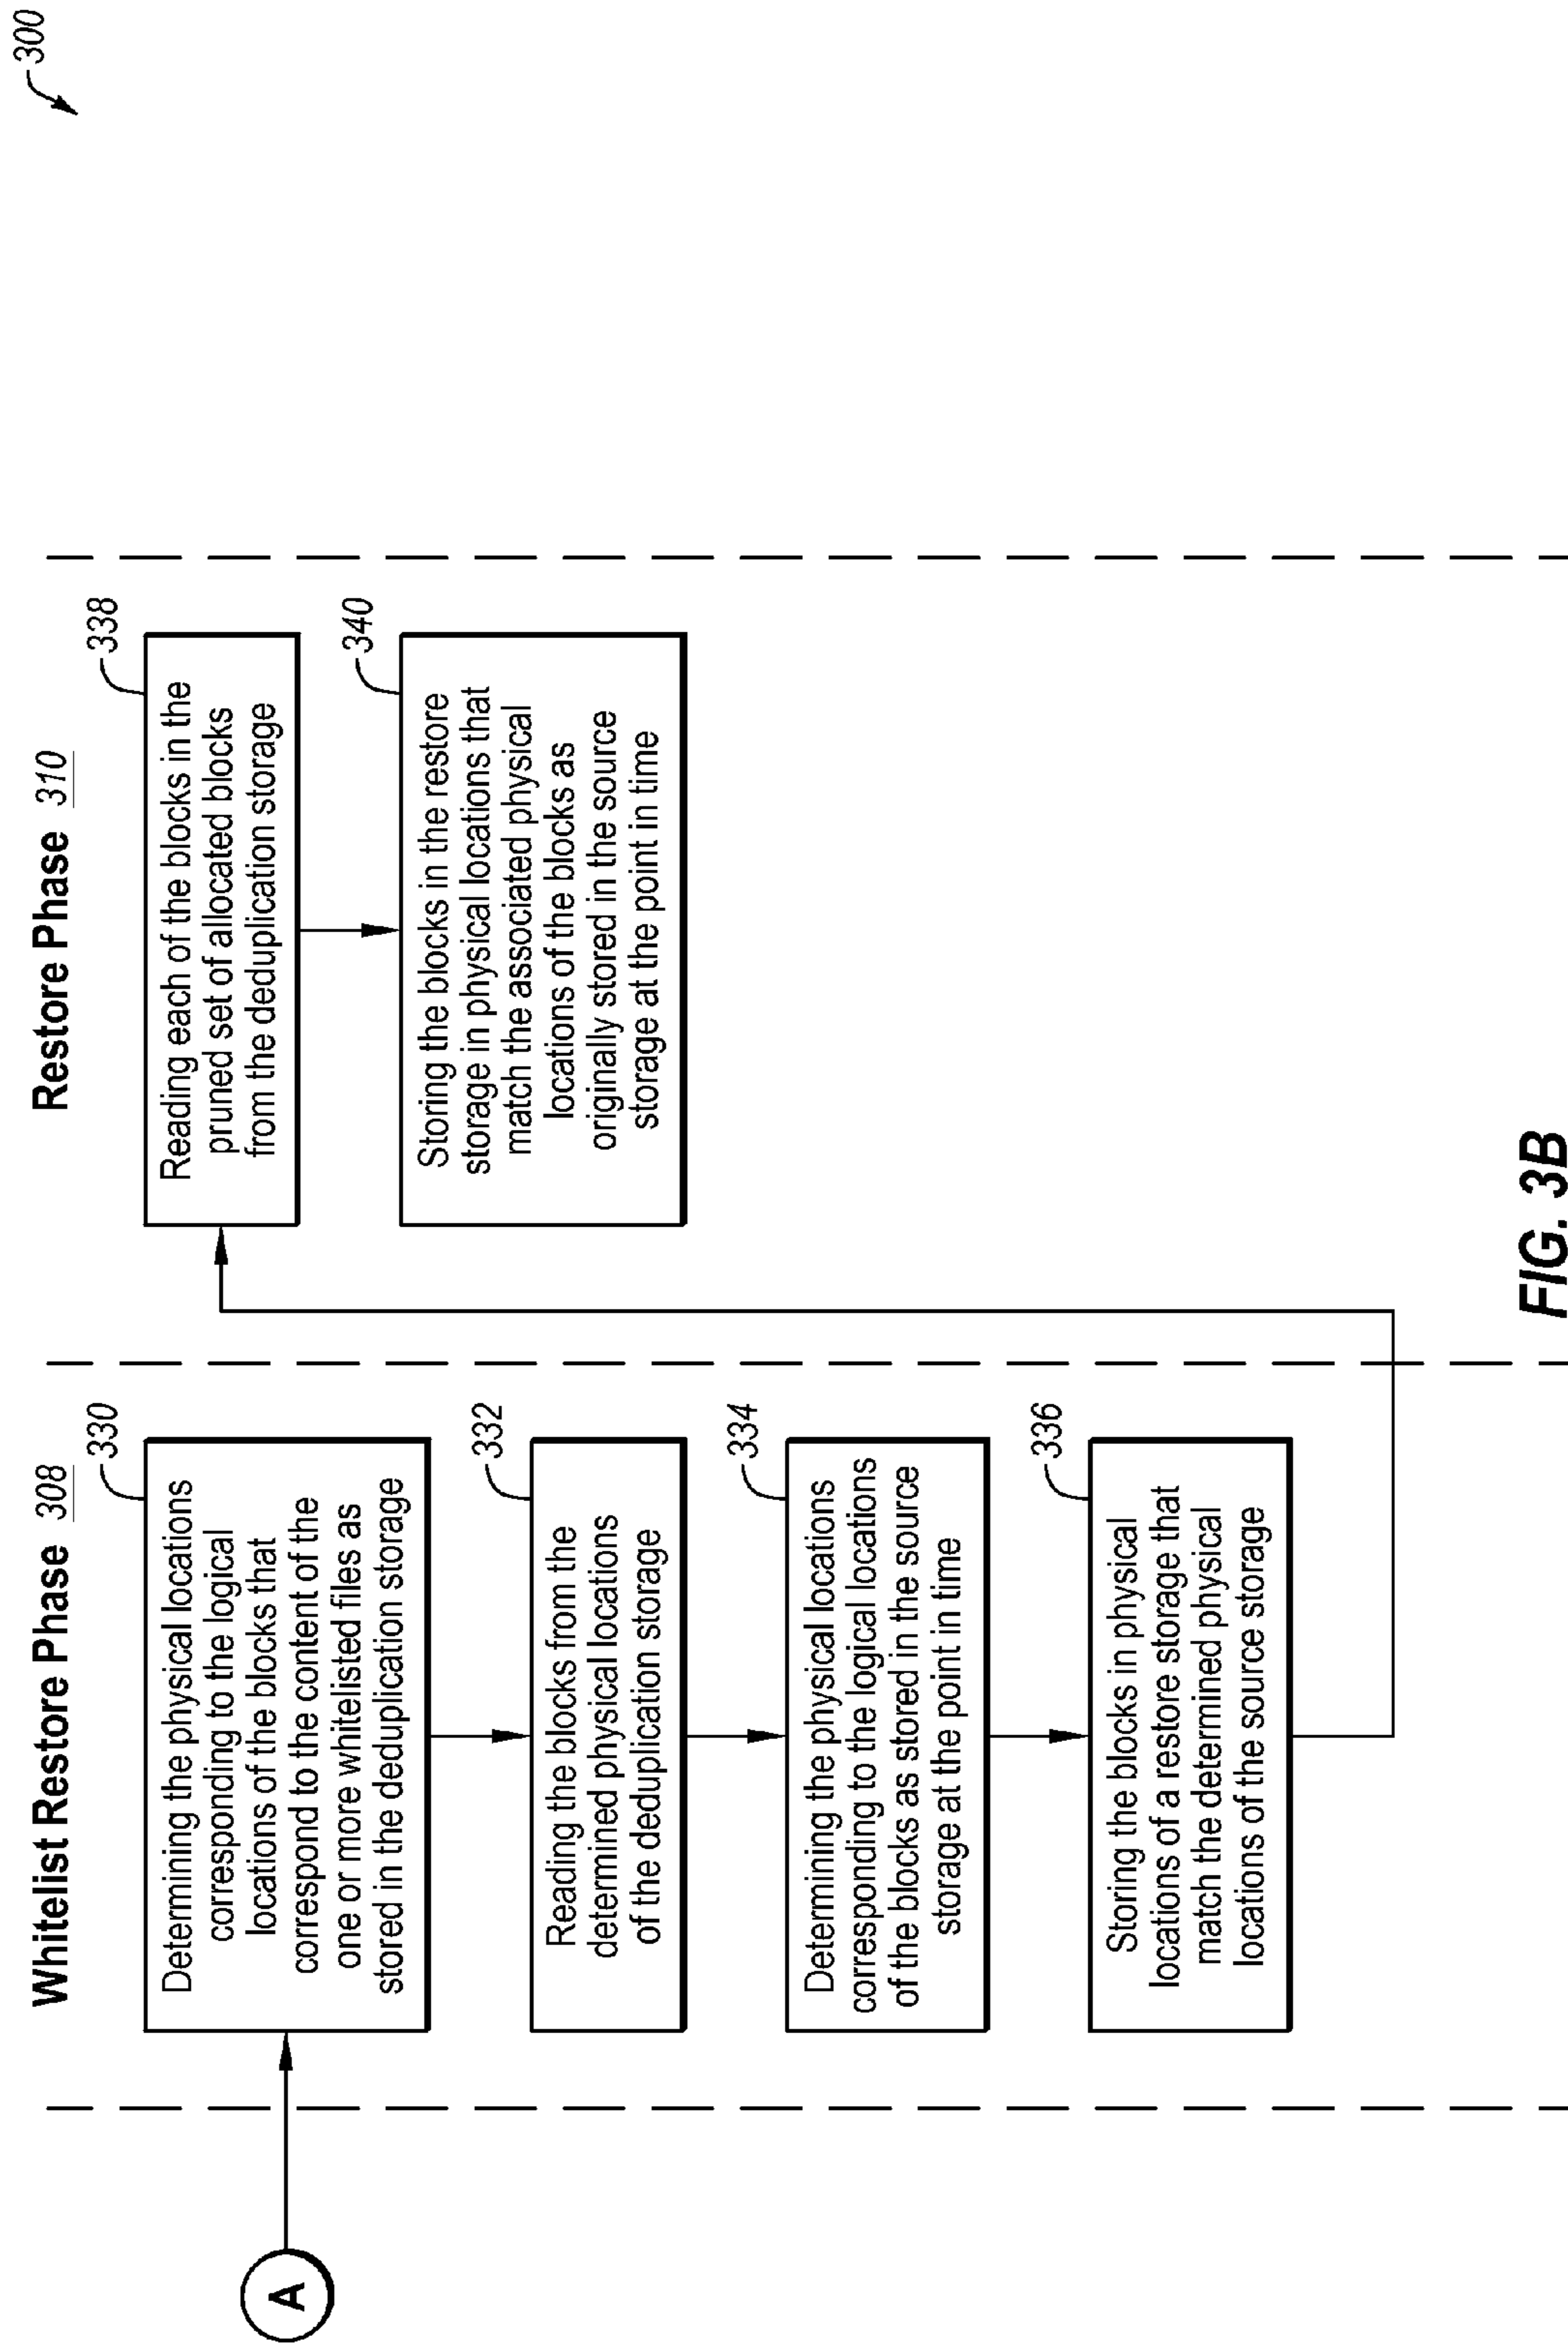 300
Whitelist Restore Phase 308
330
Determining the physical locations
corresponding to the logical
locations of the blocks that
correspond to the content of the
one or more whitelisted files as
stored in the deduplication storage
A
332
Reading the blocks from the
determined physical locations
of the deduplication storage
334
Determining the physical locations
corresponding to the logical locations
of the blocks as stored in the source
storage at the point in time
336
Storing the blocks in physical
locations of a restore storage that
match the determined physical
locations of the source storage
Restore Phase 310
338
Reading each of the blocks in the
pruned set of allocated blocks
from the deduplication storage
340
Storing the blocks in the restore
storage in physical locations that
match the associated physical
locations of the blocks as
originally stored in the source
storage at the point in time
FIG. 3B